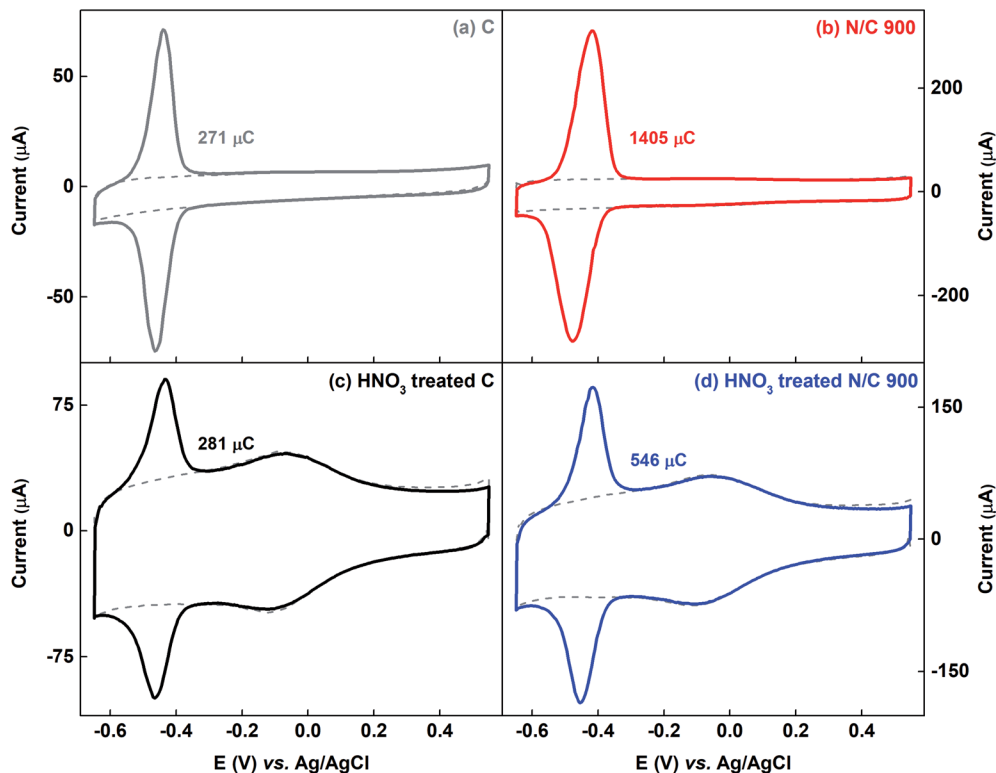 (a) C
271 μC
50
0
-50
Current (μA)
(b) N/C 900
1405 μC
200
0
-200
Current (μA)
(c) HNO₃ treated C
281 μC
75
0
-75
Current (μA)
-0.6 -0.4 -0.2 0.0 0.2 0.4
E (V) vs. Ag/AgCl
(d) HNO₃ treated N/C 900
546 μC
150
0
-150
Current (μA)
-0.6 -0.4 -0.2 0.0 0.2 0.4
E (V) vs. Ag/AgCl